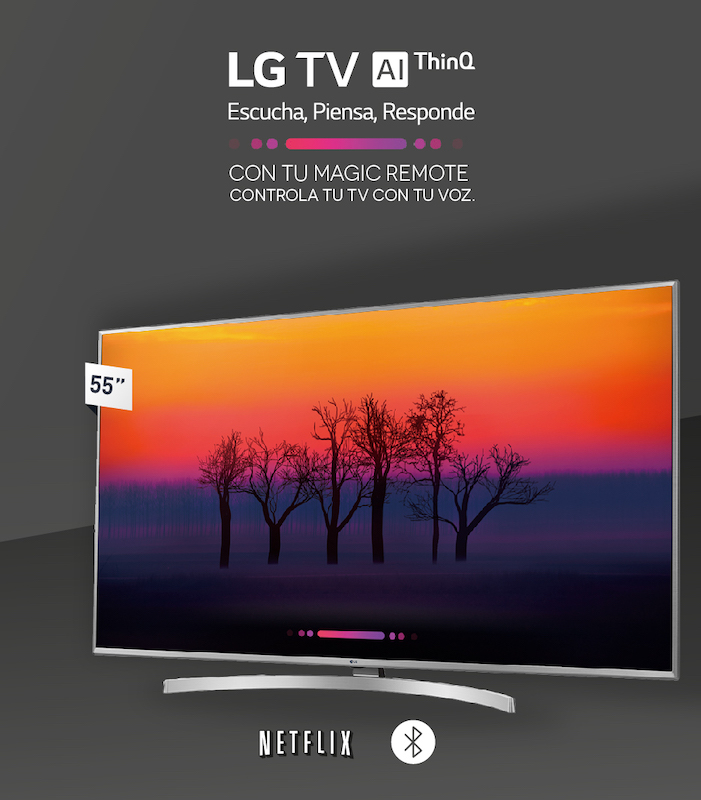 LG TV AI ThinQ
Escucha, Piensa, Responde
CON TU MAGIC REMOTE
CONTROLA TU TV CON TU VOZ.
55”
LG
NETFLIX